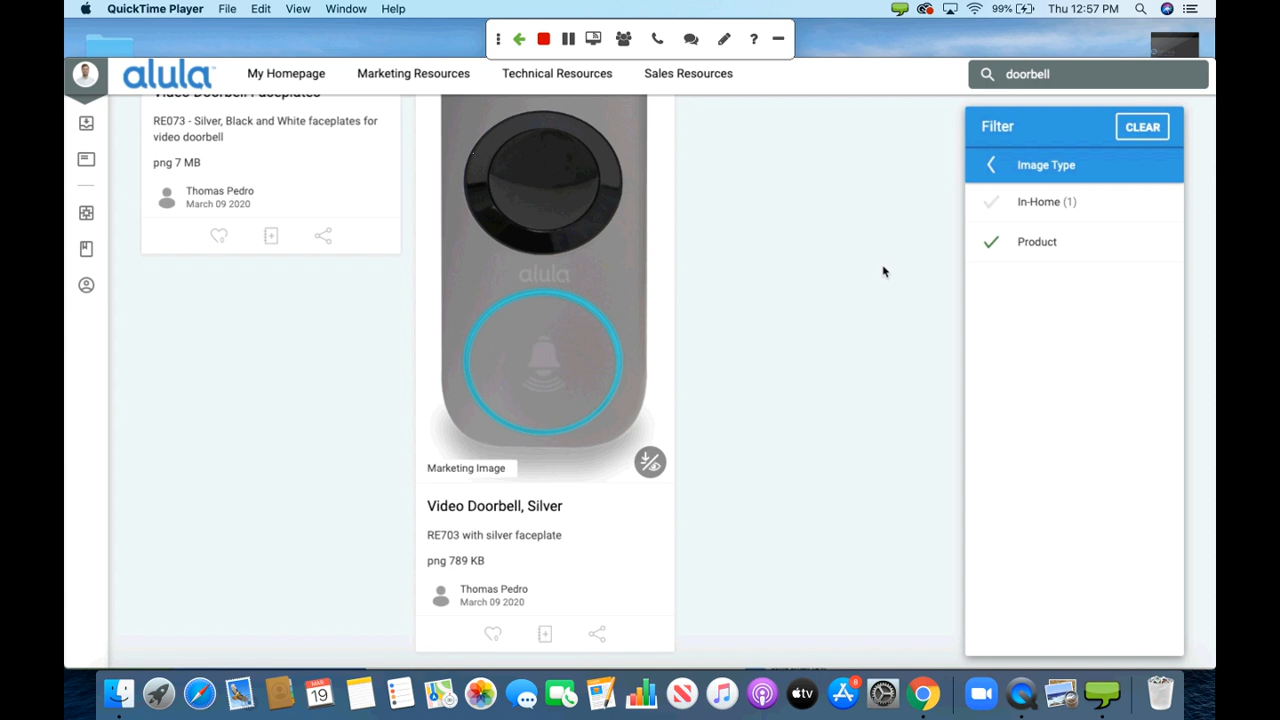 QuickTime Player File Edit View Window Help
99% Thu 12:57 PM
?
alula
My Homepage Marketing Resources Technical Resources Sales Resources
doorbell
Video Doorbell Faceplates
RE073 - Silver, Black and White faceplates for
video doorbell
png 7 MB
Thomas Pedro
March 09 2020
alula
Marketing Image
Video Doorbell, Silver
RE703 with silver faceplate
png 789 KB
Thomas Pedro
March 09 2020
Filter CLEAR
Image Type
In-Home (1)
Product
MAR
19
tv
8